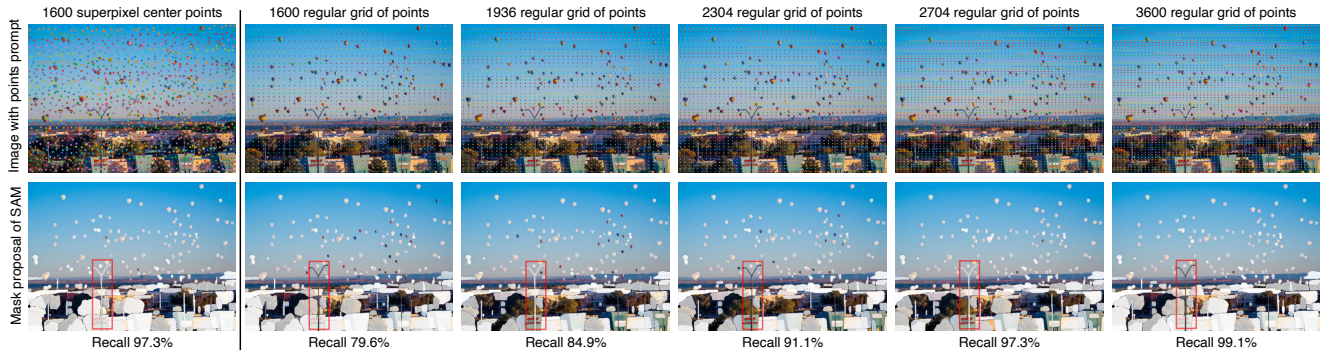 1600 superpixel center points
1600 regular grid of points
1936 regular grid of points
2304 regular grid of points
2704 regular grid of points
3600 regular grid of points
Image with points prompt
Mask proposal of SAM
Recall 97.3%
Recall 79.6%
Recall 84.9%
Recall 91.1%
Recall 97.3%
Recall 99.1%